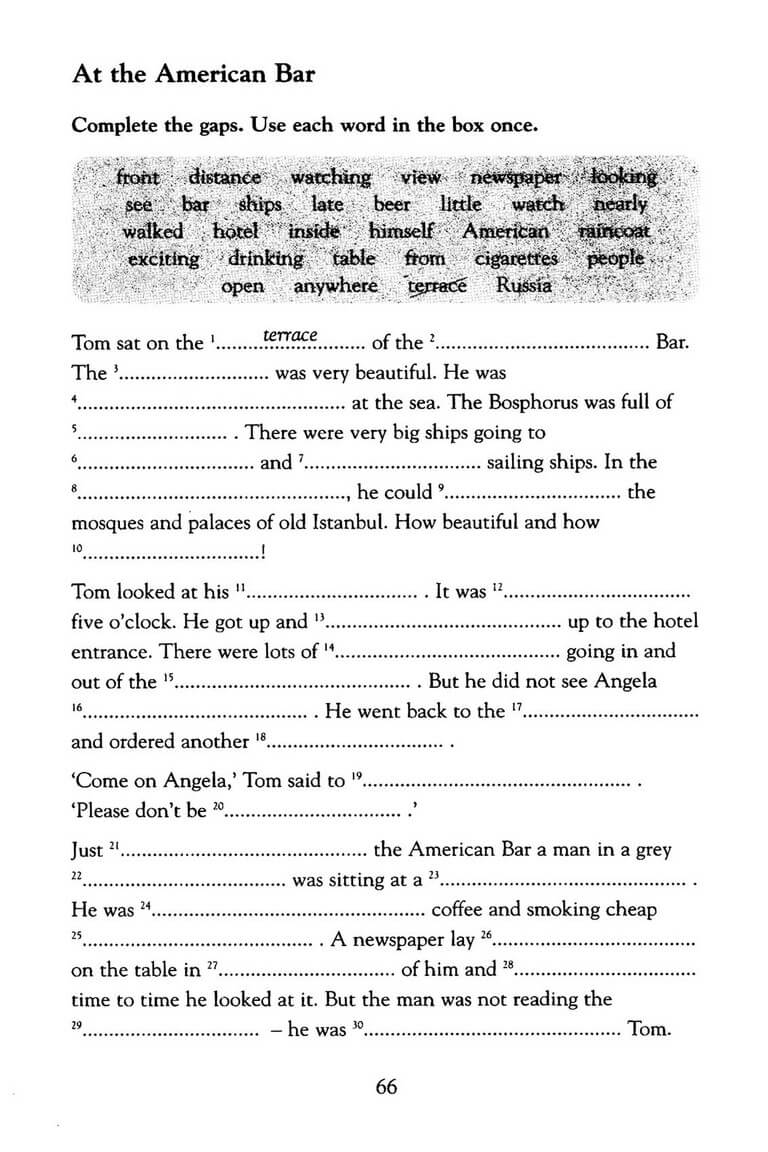 At the American Bar
Complete the gaps. Use each word in the box once.
front distance watching view newspaper looking
see bar ships late beer little watch nearly
walked hotel inside himself American raincoat
exciting drinking table from cigarettes people
open anywhere terrace Russia
Tom sat on the 1..........terrace.......... of the 2.................... Bar.
The 3.................... was very beautiful. He was
4.................... at the sea. The Bosphorus was full of
5.................... . There were very big ships going to
6.................... and 7.................... sailing ships. In the
8...................., he could 9.................... the
mosques and palaces of old Istanbul. How beautiful and how
10....................!
Tom looked at his 11.................... . It was 12....................
five o'clock. He got up and 13.................... up to the hotel
entrance. There were lots of 14.................... going in and
out of the 15.................... . But he did not see Angela
16.................... . He went back to the 17....................
and ordered another 18.................... .
‘Come on Angela,’ Tom said to 19.................... .
‘Please don’t be 20.................... .’
Just 21.................... the American Bar a man in a grey
22.................... was sitting at a 23.................... .
He was 24.................... coffee and smoking cheap
25.................... . A newspaper lay 26....................
on the table in 27.................... of him and 28....................
time to time he looked at it. But the man was not reading the
29.................... – he was 30.................... Tom.
66